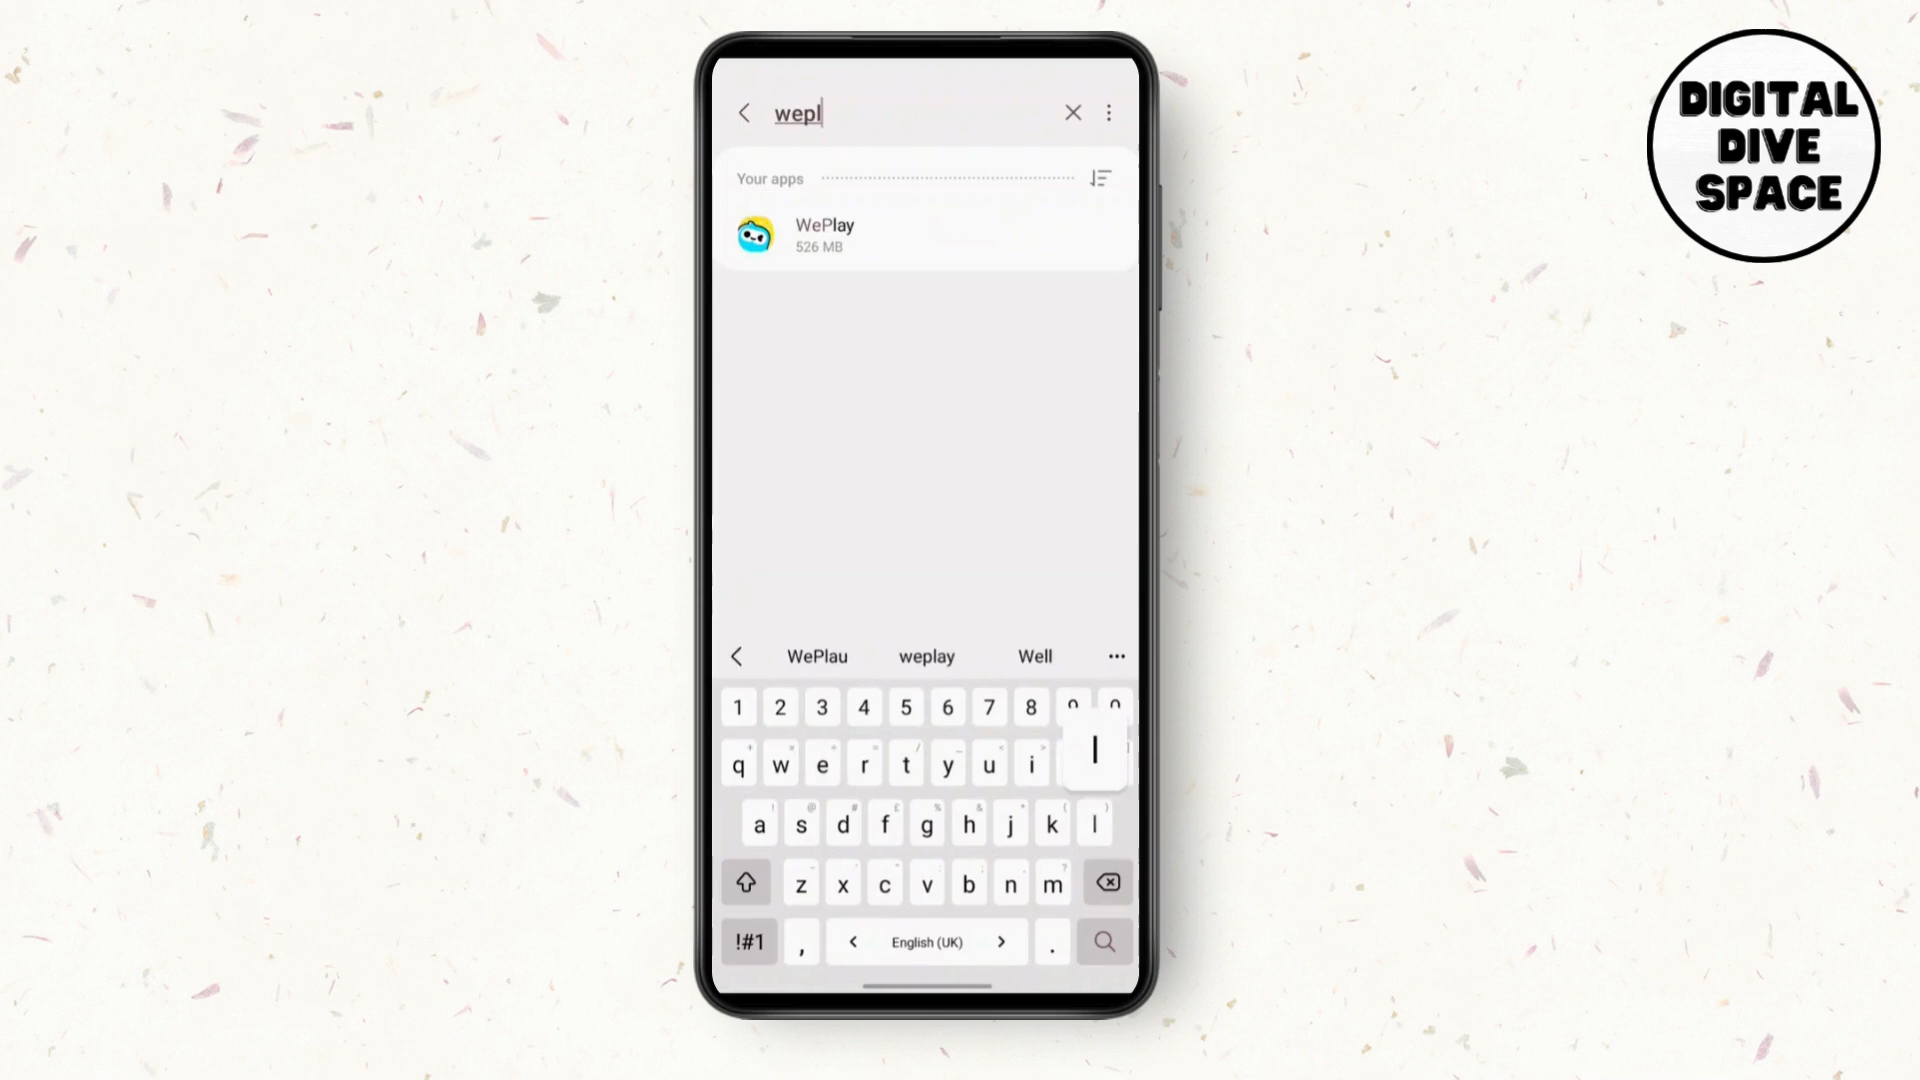 wepl
DIGITAL
DIVE
SPACE
Your apps
WePlay
526 MB
WePlau weplay Well
1 2 3 4 5 6 7 8
q w e r t y u i l
a s d f g h j k l
z x c v b n m
!#1 , English (UK) .